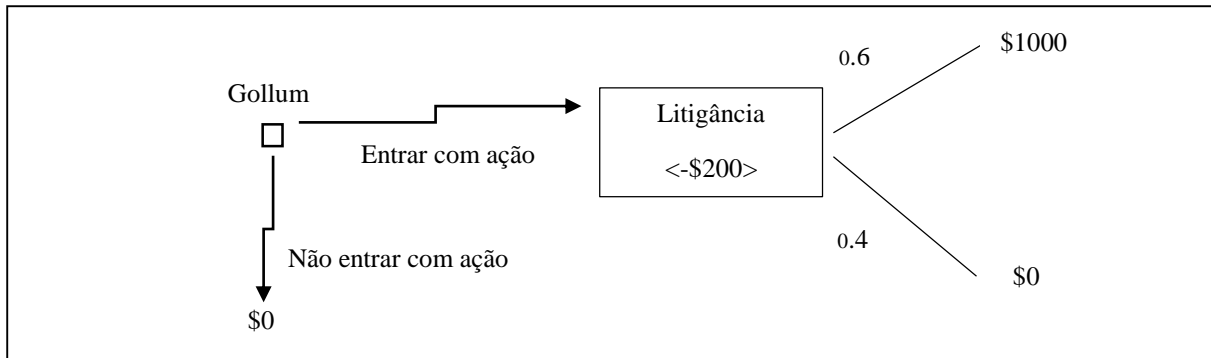 $1000
0.6
Gollum
Litigância
Entrar com ação
<-$200>
0.4
Não entrar com ação
$0
$0